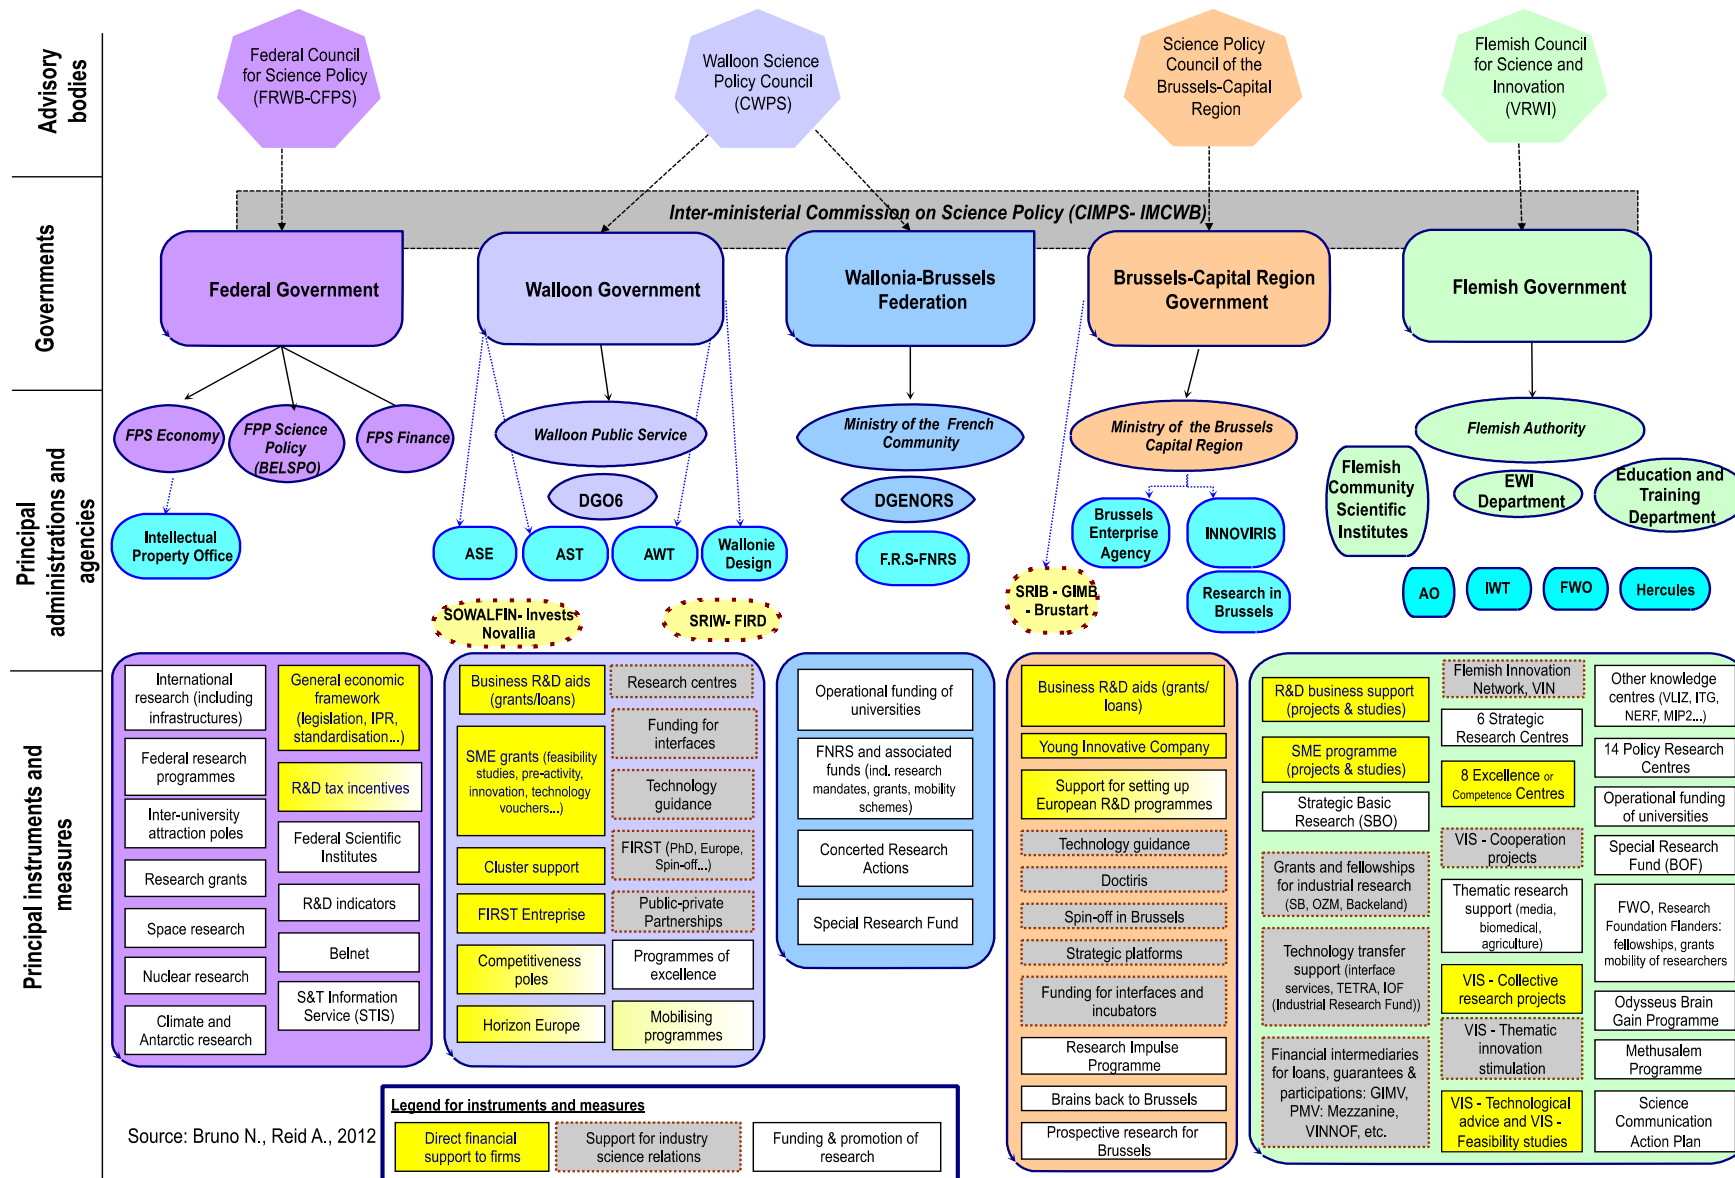 Advisory
bodies
Federal Council
for Science Policy
(FRWB-CFPS)
Walloon Science
Policy Council
(CWPS)
Science Policy
Council of the
Brussels-Capital
Region
Flemish Council
for Science and
Innovation
(VRWI)
Governments
Inter-ministerial Commission on Science Policy (CIMPS- IMCWB)
Federal Government
Walloon Government
Wallonia-Brussels
Federation
Brussels-Capital Region
Government
Flemish Government
Principal
administrations and
agencies
FPS Economy
FPP Science
Policy
(BELSPO)
FPS Finance
Intellectual
Property Office
Walloon Public Service
DGO6
ASE
AST
AWT
Wallonie
Design
SOWALFIN- Invests
Novallia
SRIW- FIRD
Ministry of the French
Community
DGENORS
F.R.S-FNRS
Ministry of the Brussels
Capital Region
Brussels
Enterprise
Agency
INNOVIRIS
SRIB - GIMB
- Brustart
Research in
Brussels
Flemish Authority
Flemish
Community
Scientific
Institutes
EWI
Department
Education and
Training
Department
AO
IWT
FWO
Hercules
Principal instruments and
measures
International
research (including
infrastructures)
Federal research
programmes
Inter-university
attraction poles
Research grants
Space research
Nuclear research
Climate and
Antarctic research
General economic
framework
(legislation, IPR,
standardisation...)
R&D tax incentives
Federal Scientific
Institutes
R&D indicators
Belnet
S&T Information
Service (STIS)
Business R&D aids
(grants/loans)
SME grants (feasibility
studies, pre-activity,
innovation, technology
vouchers...)
Cluster support
FIRST Entreprise
Competitiveness
poles
Horizon Europe
Research centres
Funding for
interfaces
Technology
guidance
FIRST (PhD, Europe,
Spin-off...)
Public-private
Partnerships
Programmes of
excellence
Mobilising
programmes
Operational funding of
universities
FNRS and associated
funds (incl. research
mandates, grants, mobility
schemes)
Concerted Research
Actions
Special Research Fund
Business R&D aids (grants/
loans)
Young Innovative Company
Support for setting up
European R&D programmes
Technology guidance
Doctiris
Spin-off in Brussels
Strategic platforms
Funding for interfaces and
incubators
Research Impulse
Programme
Brains back to Brussels
Prospective research for
Brussels
R&D business support
(projects & studies)
SME programme
(projects & studies)
Strategic Basic
Research (SBO)
Grants and fellowships
for industrial research
(SB, OZM, Backeland)
Technology transfer
support (interface
services, TETRA, IOF
(Industrial Research Fund))
Financial intermediaries
for loans, guarantees &
participations: GIMV,
PMV: Mezzanine,
VINNOF, etc.
Flemish Innovation
Network, VIN
6 Strategic
Research Centres
8 Excellence or
Competence Centres
VIS - Cooperation
projects
Thematic research
support (media,
biomedical,
agriculture)
VIS - Collective
research projects
VIS - Thematic
innovation
stimulation
VIS - Technological
advice and VIS -
Feasibility studies
Other knowledge
centres (VLIZ, ITG,
NERF, MIP2...)
14 Policy Research
Centres
Operational funding
of universities
Special Research
Fund (BOF)
FWO, Research
Foundation Flanders:
fellowships, grants
mobility of researchers
Odysseus Brain
Gain Programme
Methusalem
Programme
Science
Communication
Action Plan
Source: Bruno N., Reid A., 2012
Legend for instruments and measures
Direct financial
support to firms
Support for industry
science relations
Funding & promotion of
research